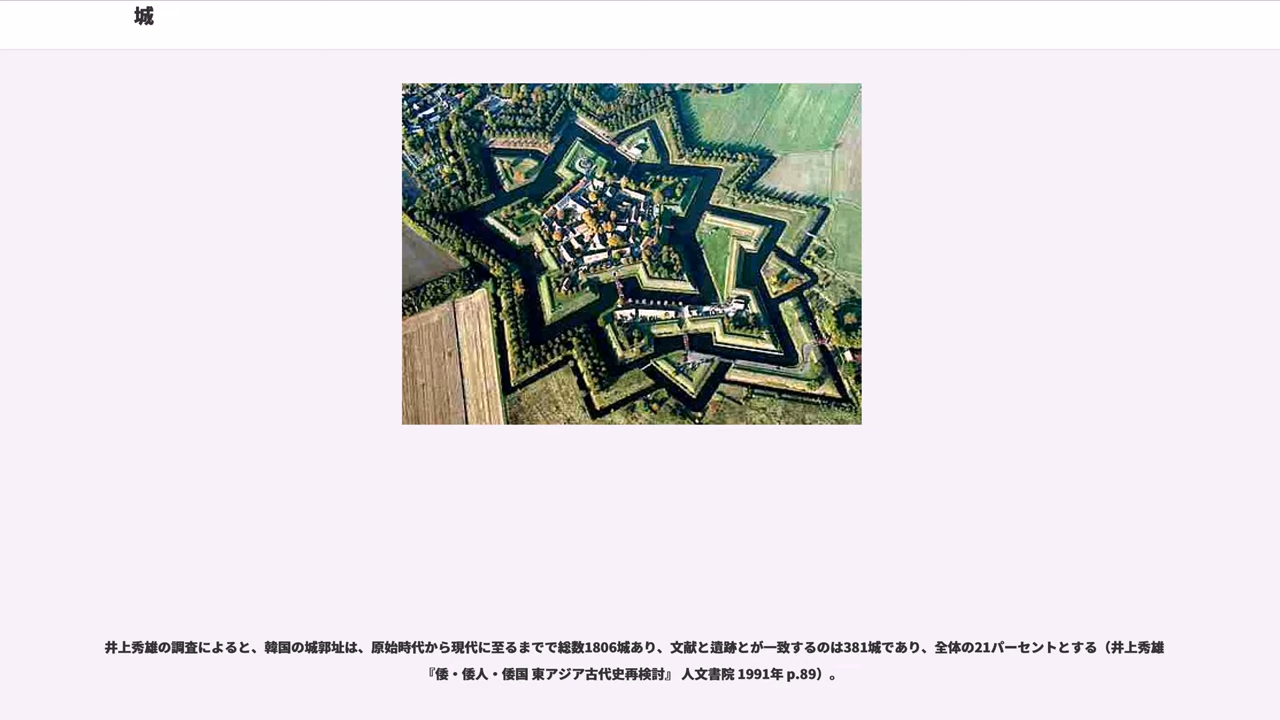 城
井上秀雄の調査によると、韓国の城郭址は、原始時代から現代に至るまでで総数1806城あり、文献と遺跡とが一致するのは381城であり、全体の21パーセントとする（井上秀雄
『倭・倭人・倭国 東アジア古代史再検討』 人文書院 1991年 p.89）。